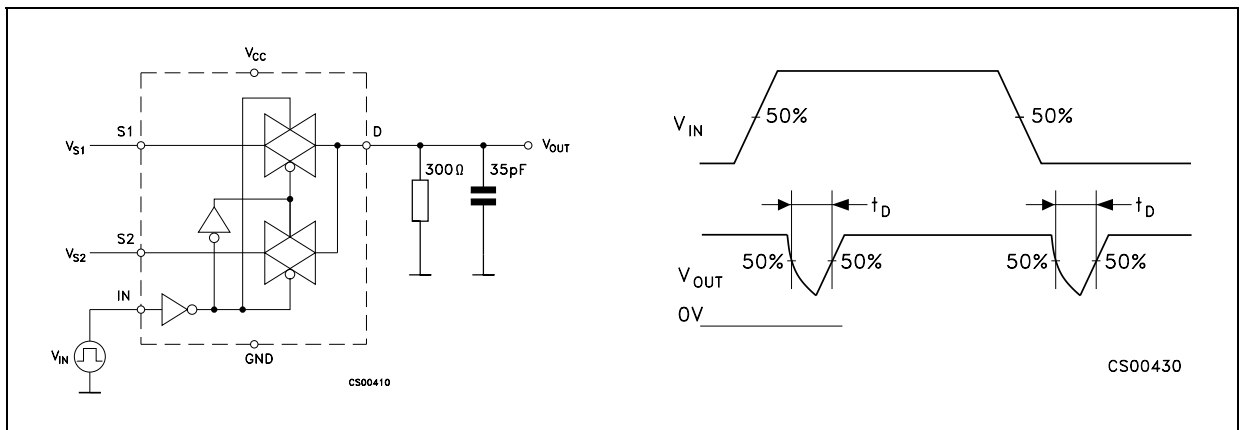 VCC
S1
D
VS1
VOUT
300Ω
35pF
S2
VS2
IN
VIN
GND
CS00410
VIN
50%
50%
tD
tD
50%
50%
50%
50%
VOUT
0V
CS00430